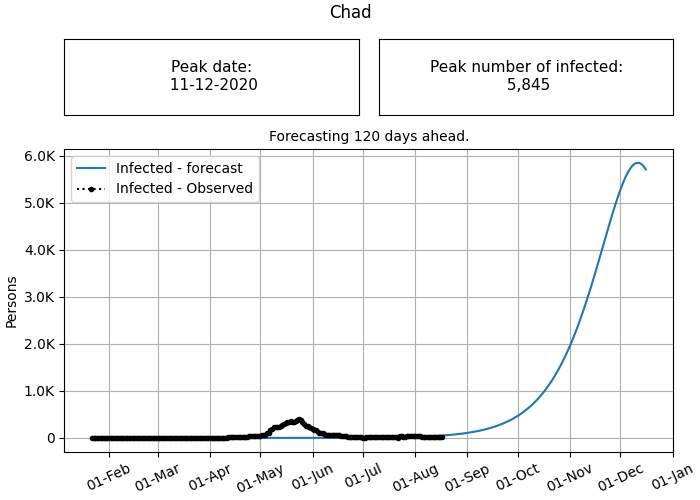 Chad
Peak date:
11-12-2020
Peak number of infected:
5,845
Forecasting 120 days ahead.
Infected - forecast
Infected - Observed
Persons
6.0K
5.0K
4.0K
3.0K
2.0K
1.0K
0
01-Feb
01-Mar
01-Apr
01-May
01-Jun
01-Jul
01-Aug
01-Sep
01-Oct
01-Nov
01-Dec
01-Jan